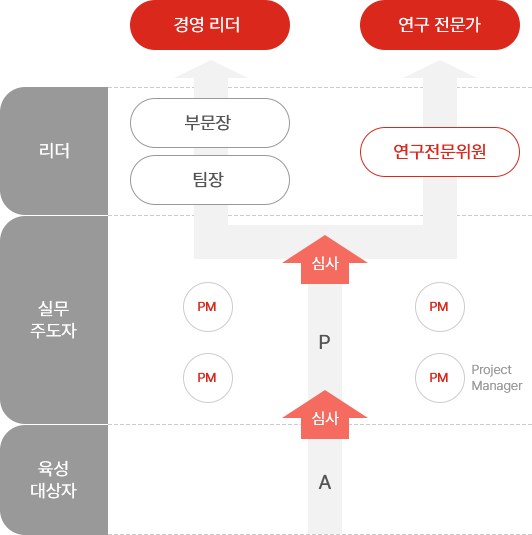 경영 리더
연구 전문가
리더
부문장
팀장
연구전문위원
심사
실무
주도자
PM
PM
P
PM
PM
Project
Manager
심사
육성
대상자
A